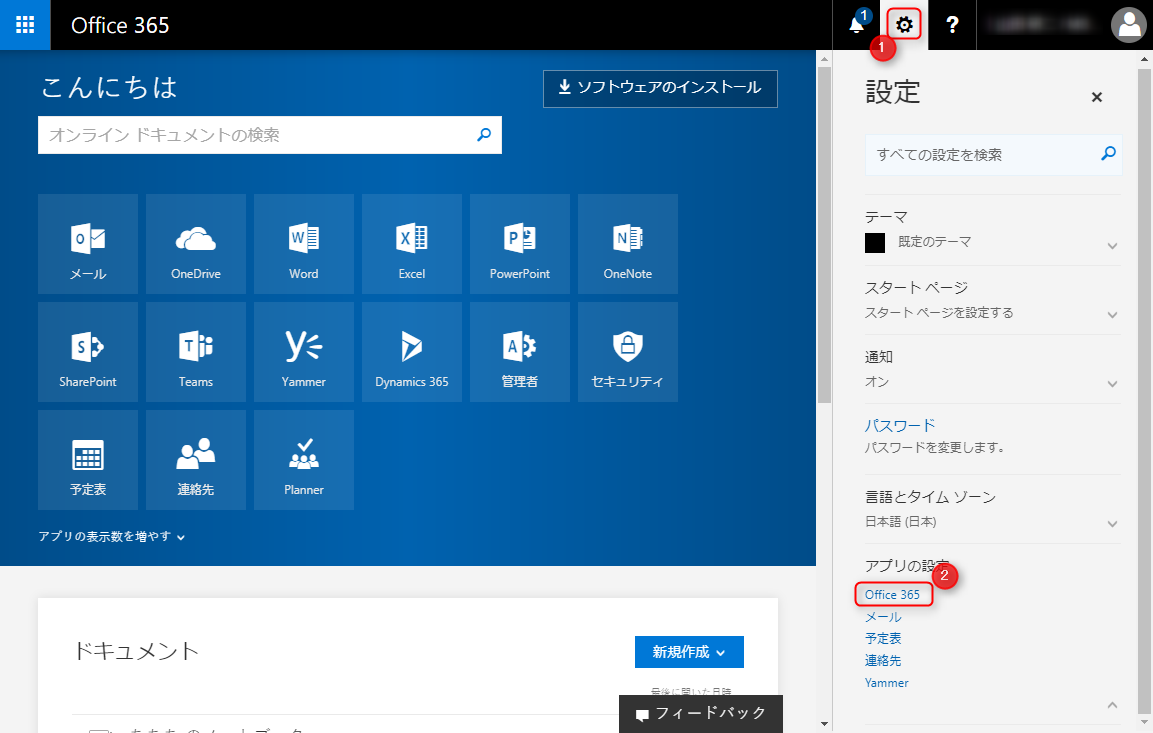 Office 365
1
?
1
こんにちは
ソフトウェアのインストール
オンライン ドキュメントの検索
メール
OneDrive
Word
Excel
PowerPoint
OneNote
SharePoint
Teams
Yammer
Dynamics 365
管理者
セキュリティ
予定表
連絡先
Planner
アプリの表示数を増やす
ドキュメント
新規作成
最後に開いた日時
フィードバック
設定
×
すべての設定を検索
テーマ
既定のテーマ
スタート ページ
スタート ページを設定する
通知
オン
パスワード
パスワードを変更します。
言語とタイム ゾーン
日本語 (日本)
アプリの設定
2
Office 365
メール
予定表
連絡先
Yammer